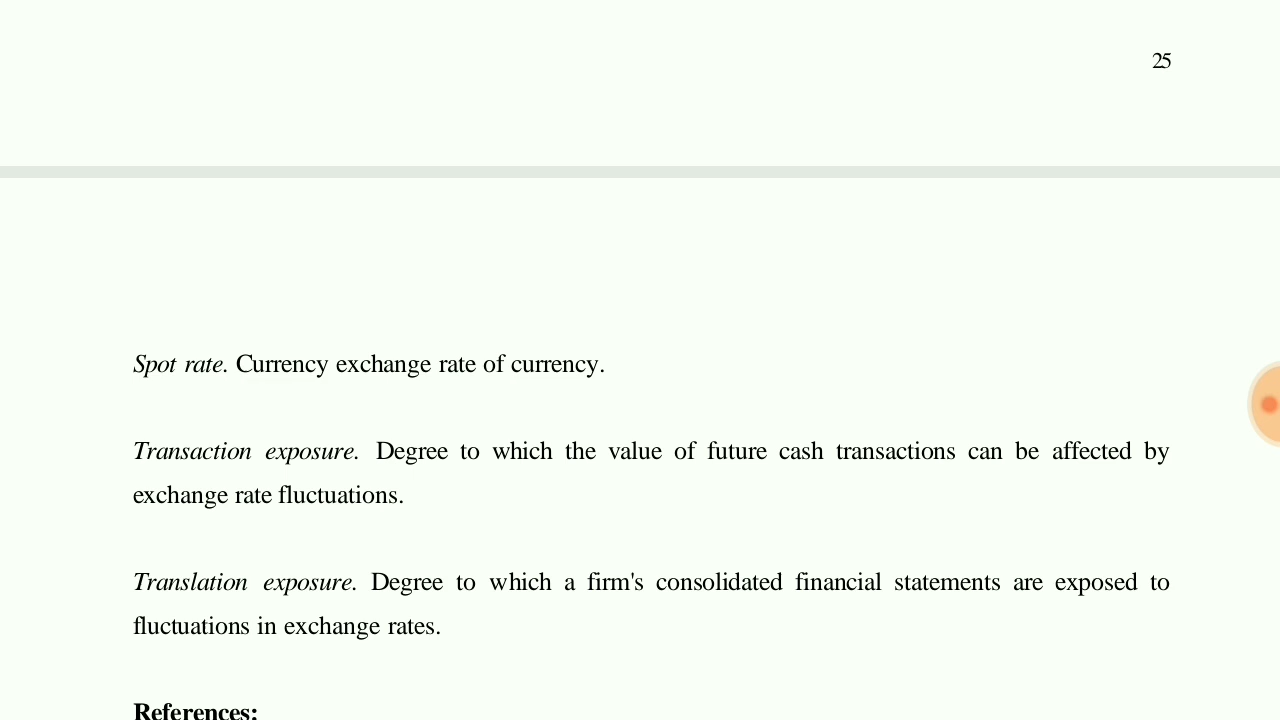 25
Spot rate. Currency exchange rate of currency.
Transaction exposure. Degree to which the value of future cash transactions can be affected by
exchange rate fluctuations.
Translation exposure. Degree to which a firm's consolidated financial statements are exposed to
fluctuations in exchange rates.
References: